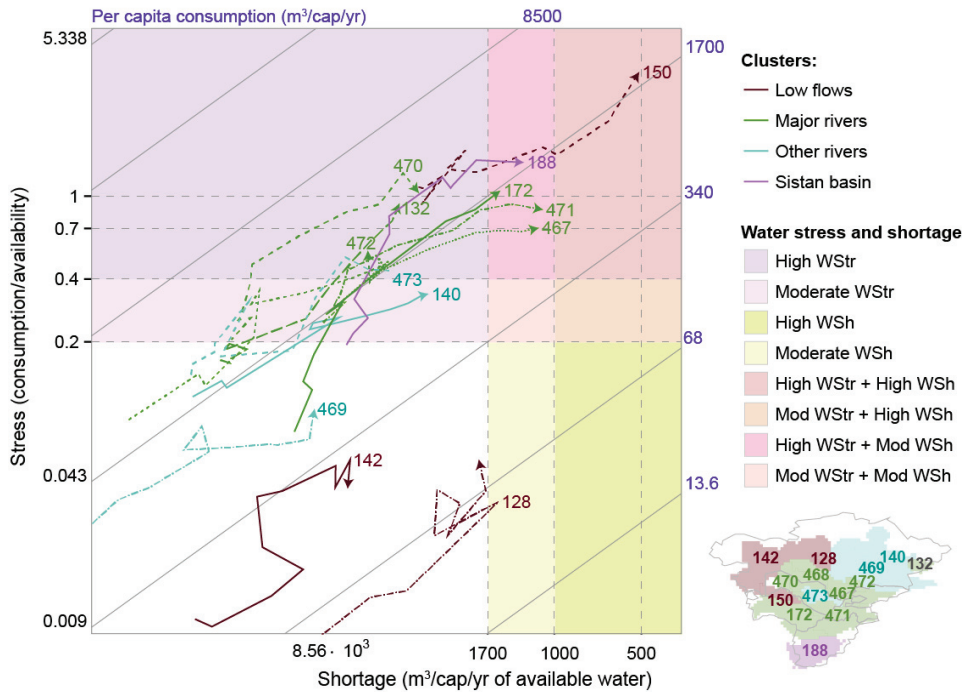 Per capita consumption (m³/cap/yr)
8500
1700
340
68
13.6
5.338
1
0.7
0.4
0.2
0.043
0.009
Stress (consumption/availability)
150
188
470
132
172
471
467
472
473
140
469
142
128
8.56 · 10³
1700
1000
500
Shortage (m³/cap/yr of available water)
Clusters:
Low flows
Major rivers
Other rivers
Sistan basin
Water stress and shortage
High WStr
Moderate WStr
High WSh
Moderate WSh
High WStr + High WSh
Mod WStr + High WSh
High WStr + Mod WSh
Mod WStr + Mod WSh
142
128
140
132
469
470
468
472
150
473
467
172
471
188